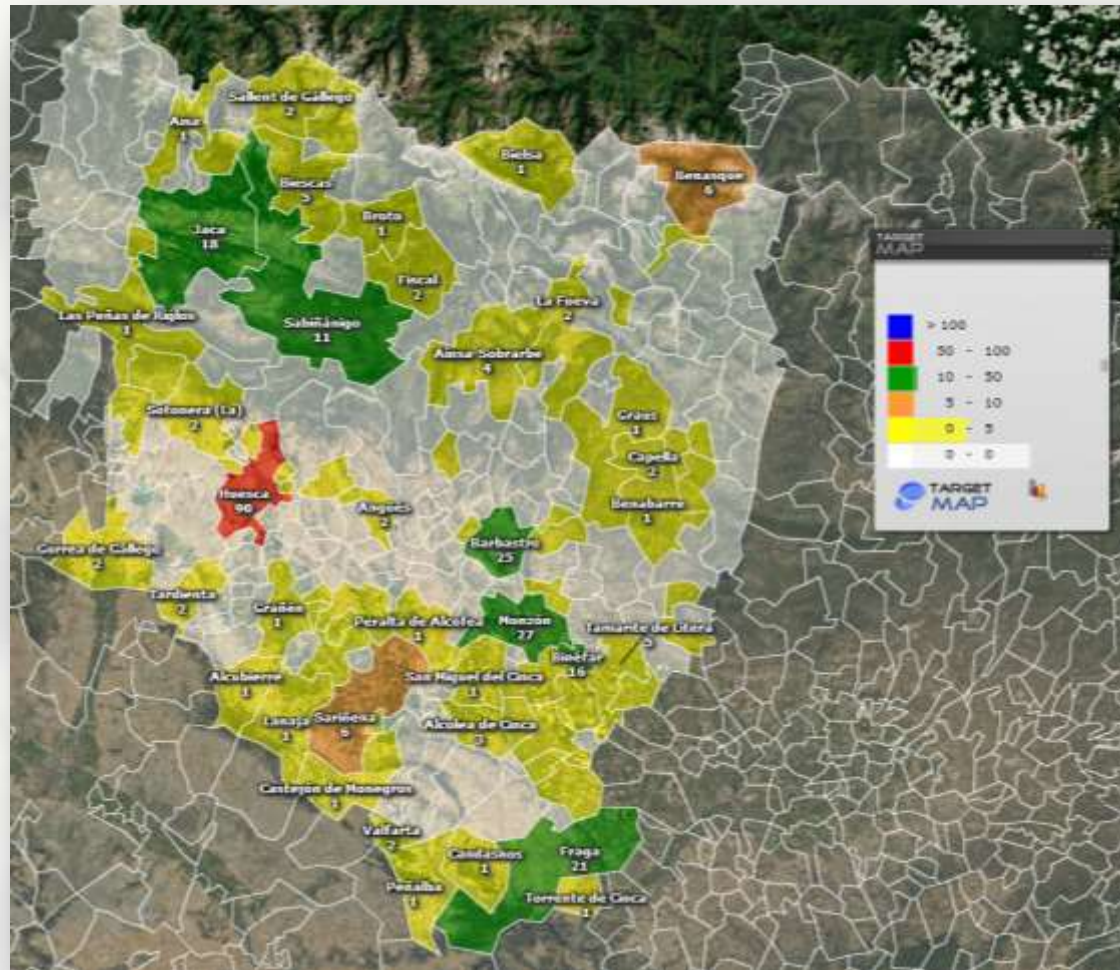 Sallent de Gállego
2
Aísa
1
Bielsa
1
Benasque
6
Biescas
5
Broto
1
Jaca
18
Fiscal
2
La Fueva
2
Las Peñas de Riglos
1
Sabiñánigo
11
Aínsa-Sobrarbe
4
Sotonera (La)
2
Graus
1
Capella
2
Huesca
90
Angüés
2
Benabarre
1
Barbastro
25
Gurrea de Gállego
2
Tardienta
2
Grañén
1
Peralta de Alcofea
1
Monzón
27
Tamarite de Litera
5
Binéfar
16
Alcubierre
1
San Miguel del Cinca
1
Lanaja
1
Sariñena
6
Alcolea de Cinca
3
Castejón de Monegros
1
Valfarta
2
Candasnos
1
Fraga
21
Peñalba
1
Torrente de Cinca
1
TARGET
MAP
> 100
50 - 100
10 - 50
5 - 10
0 - 5
0 - 0
TARGET
MAP